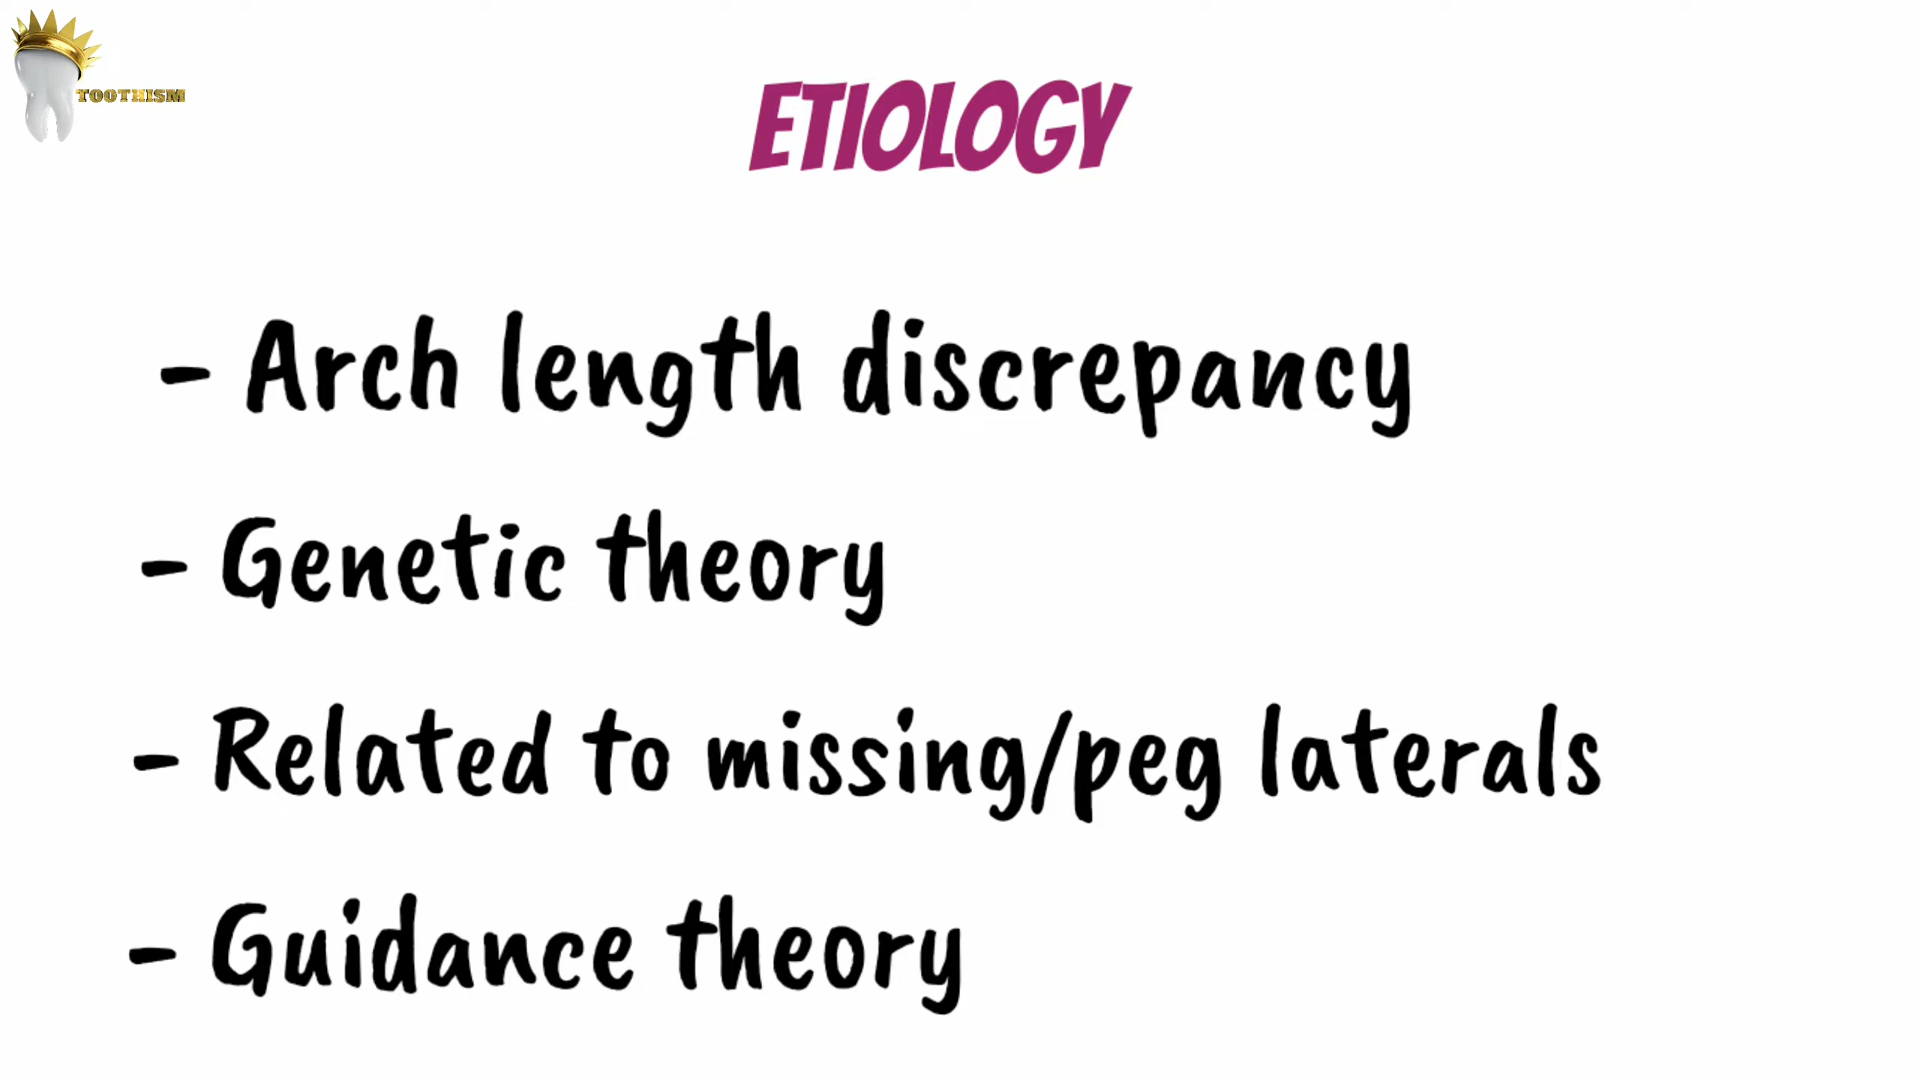 TOOTHISM
ETIOLOGY
- Arch length discrepancy
- Genetic theory
- Related to missing/peg laterals
- Guidance theory